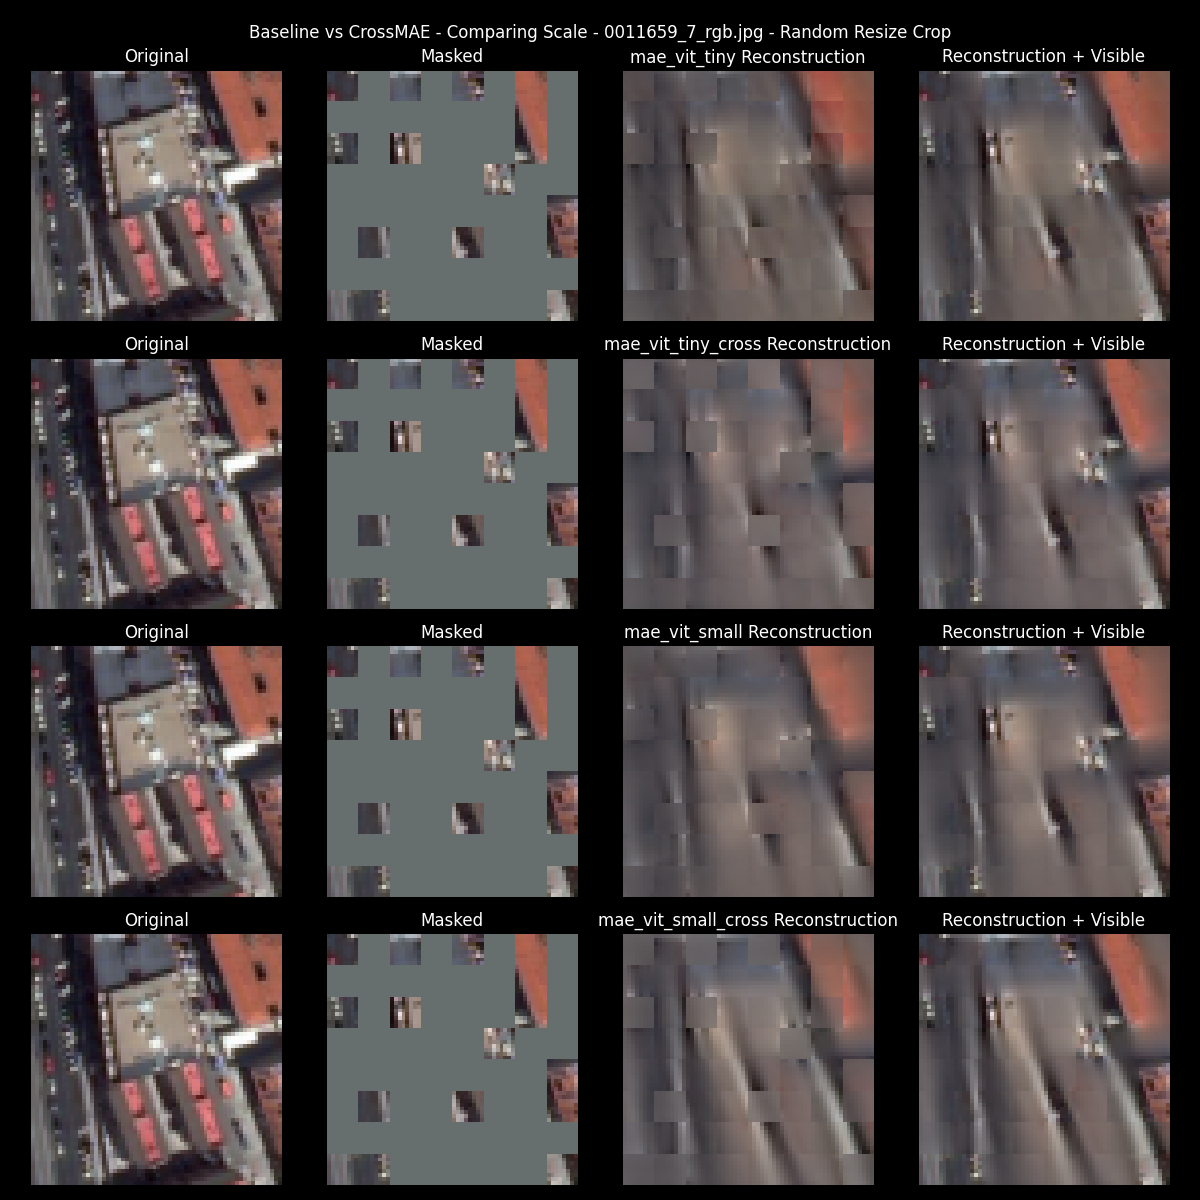 Baseline vs CrossMAE - Comparing Scale - 0011659_7_rgb.jpg - Random Resize Crop
Original Masked mae_vit_tiny Reconstruction Reconstruction + Visible
Original Masked mae_vit_tiny_cross Reconstruction Reconstruction + Visible
Original Masked mae_vit_small Reconstruction Reconstruction + Visible
Original Masked mae_vit_small_cross Reconstruction Reconstruction + Visible